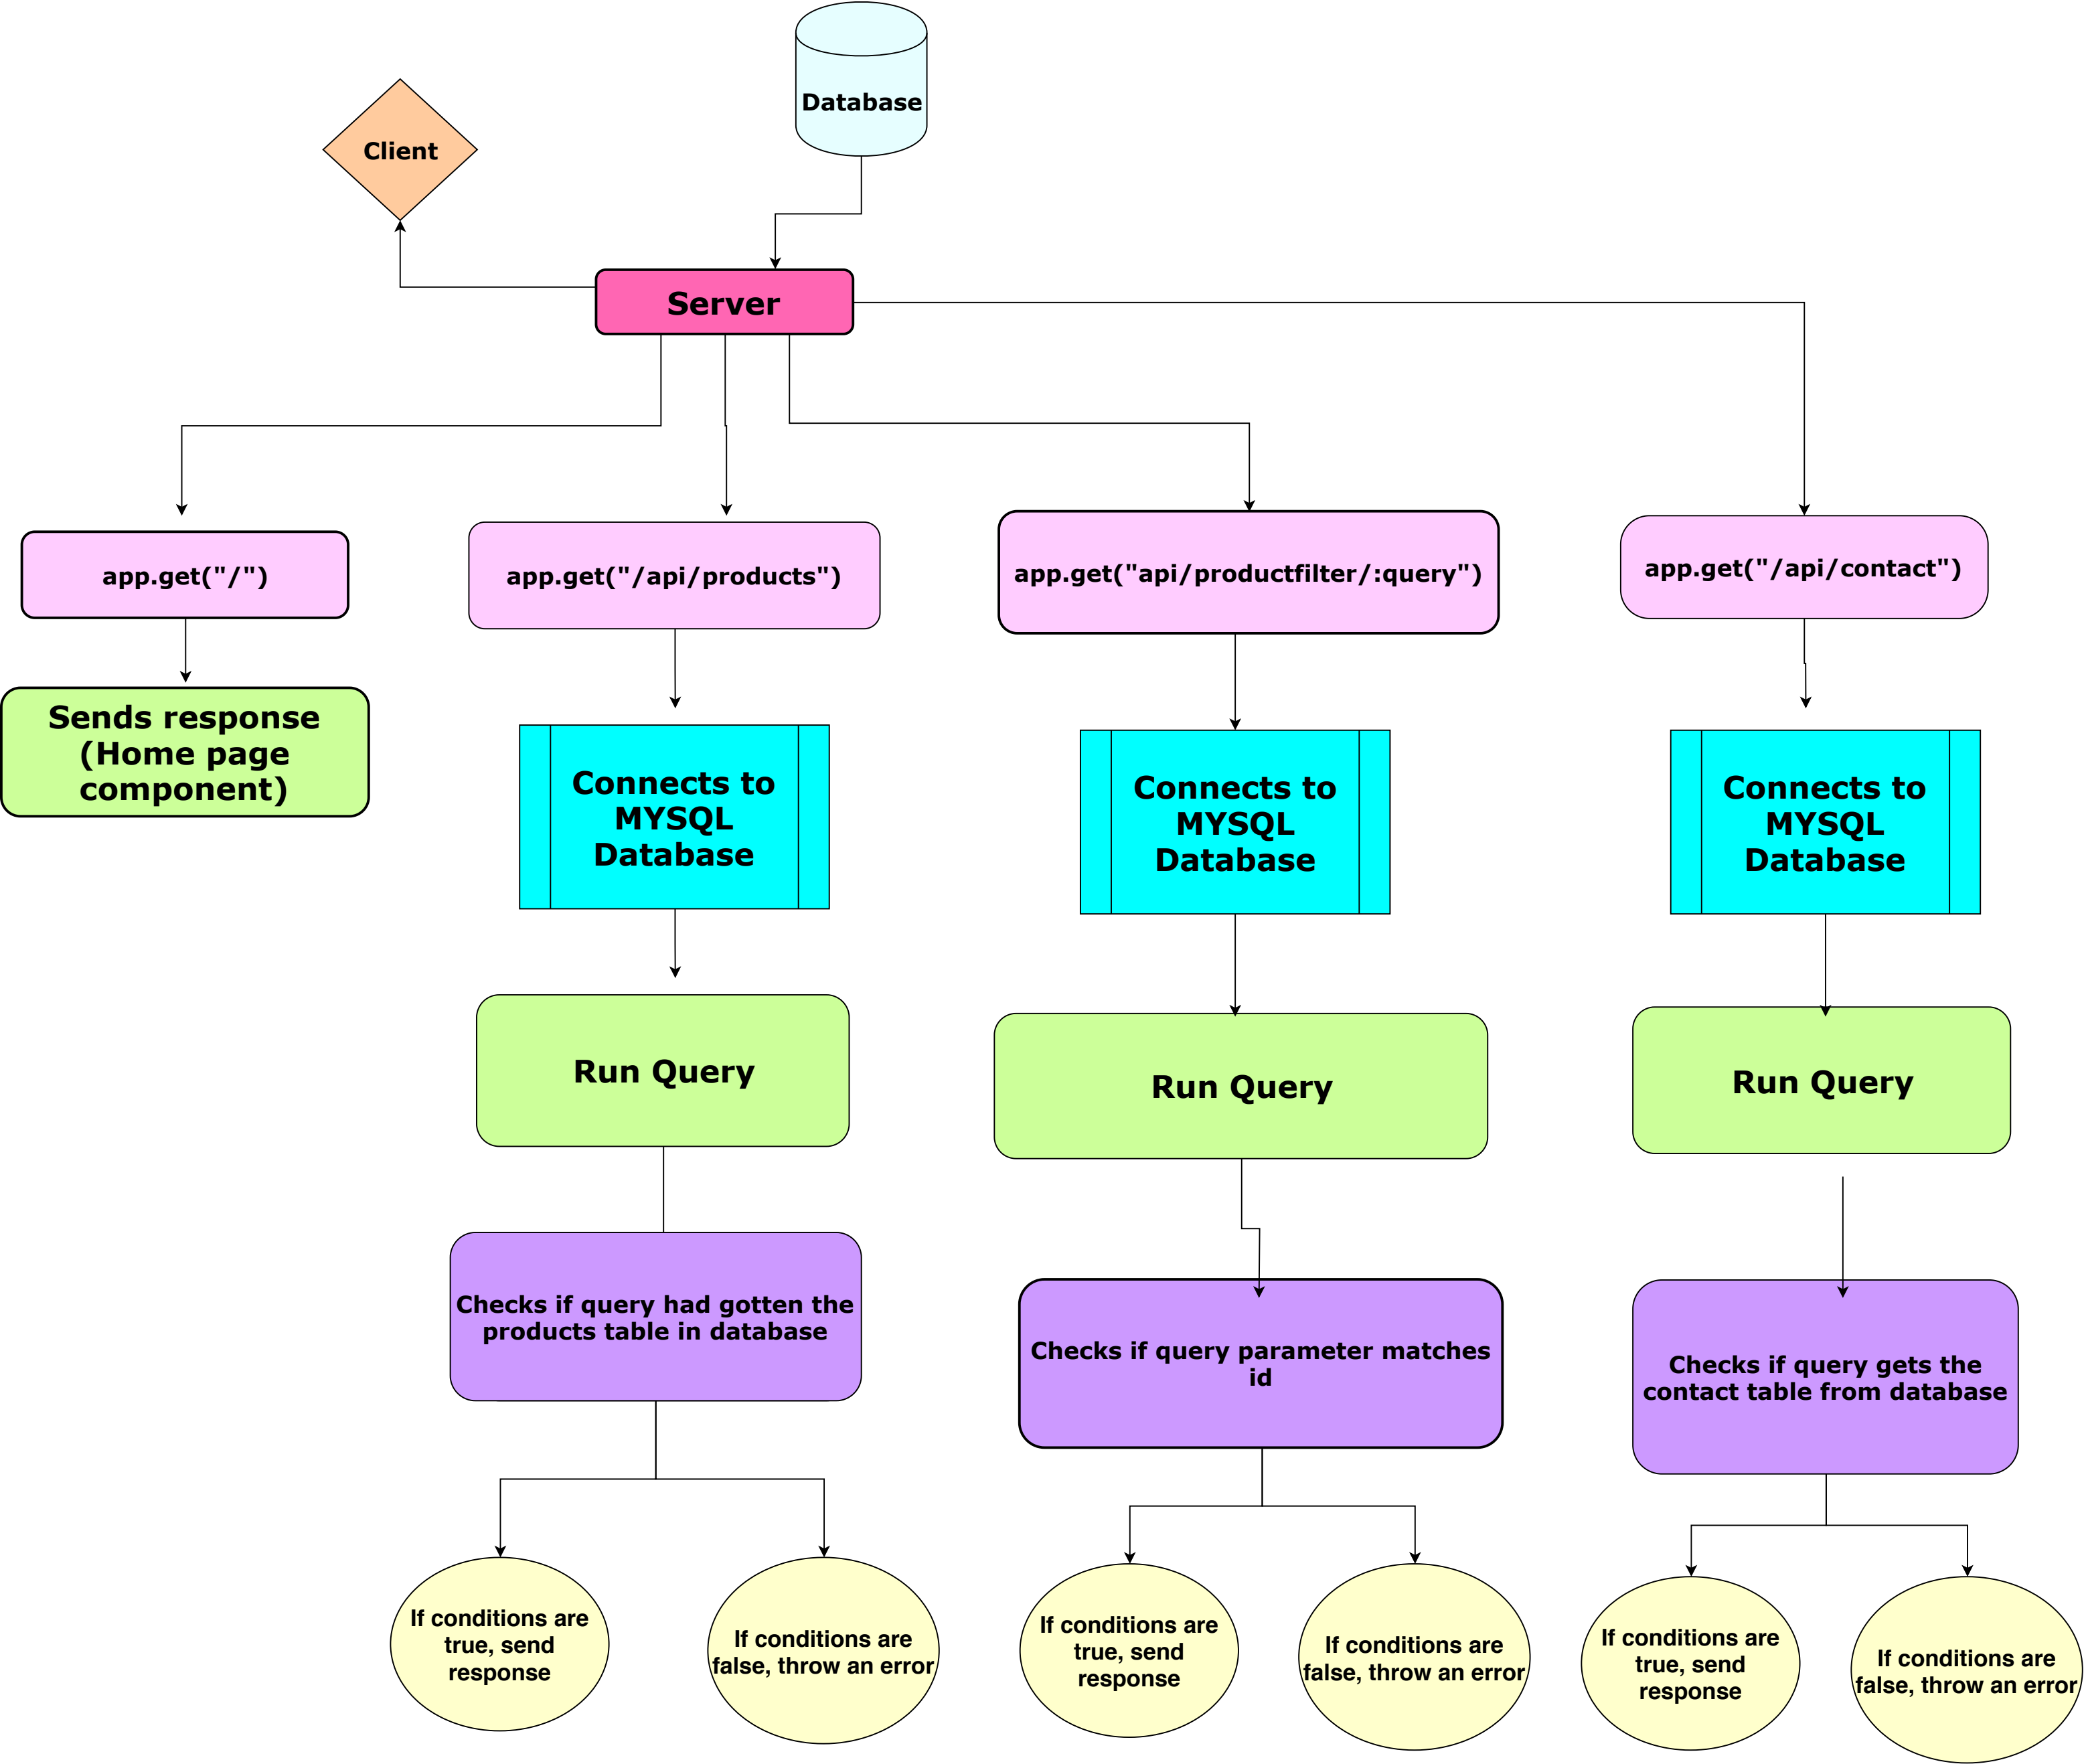 Database
Client
Server
app.get("/")
app.get("/api/products")
app.get("api/productfilter/:query")
app.get("/api/contact")
Sends response
(Home page
component)
Connects to
MYSQL
Database
Connects to
MYSQL
Database
Connects to
MYSQL
Database
Run Query
Run Query
Run Query
Checks if query had gotten the
products table in database
Checks if query parameter matches
id
Checks if query gets the
contact table from database
If conditions are
true, send
response
If conditions are
false, throw an error
If conditions are
true, send
response
If conditions are
false, throw an error
If conditions are
true, send
response
If conditions are
false, throw an error